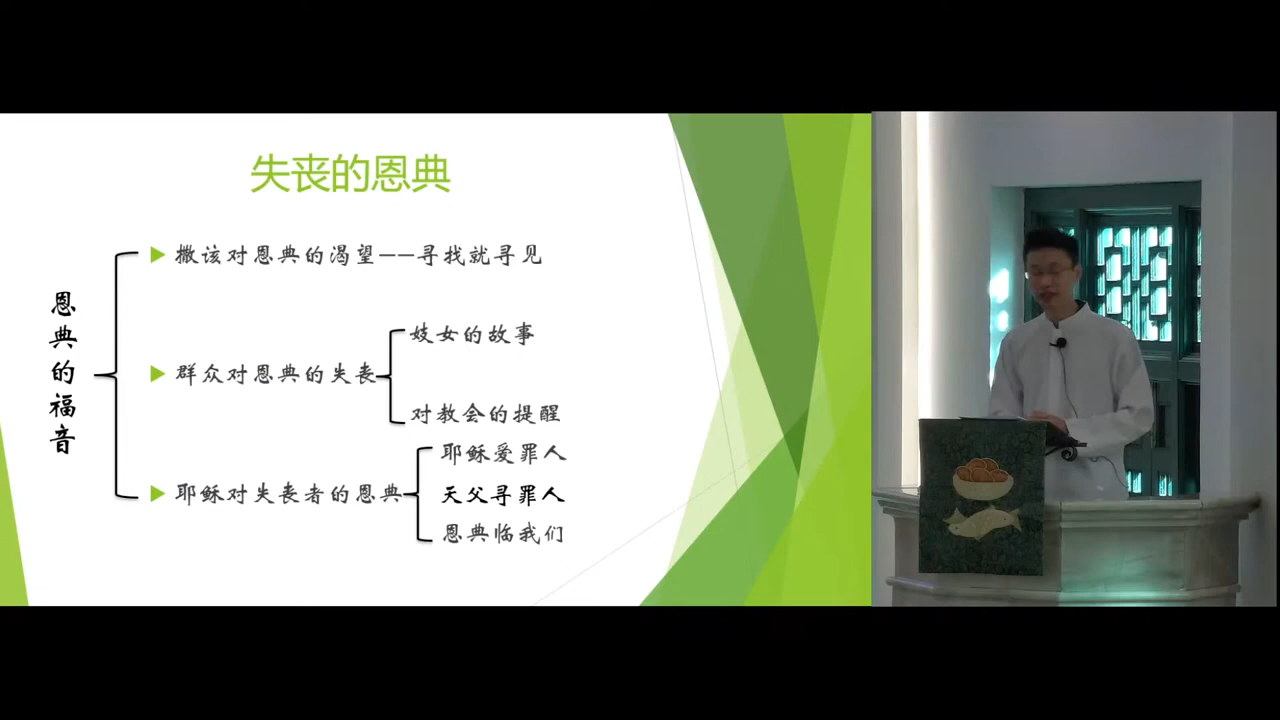 失丧的恩典
恩典的福音
撒该对恩典的渴望——寻找就寻见
群众对恩典的失丧
妓女的故事
对教会的提醒
耶稣对失丧者的恩典
耶稣爱罪人
天父寻罪人
恩典临我们